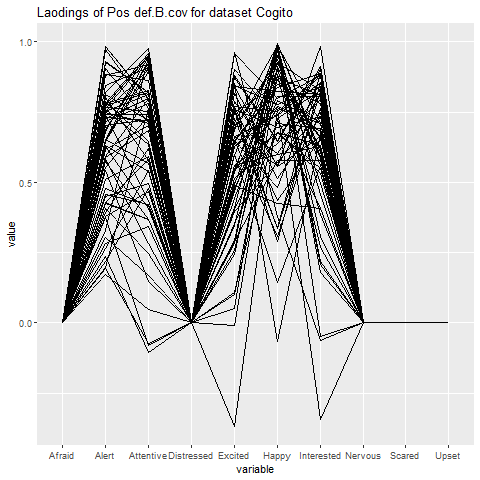 Laodings of Pos def.B.cov for dataset Cogito
1.0
0.5
0.0
value
Afraid Alert Attentive Distressed Excited Happy Interested Nervous Scared Upset
variable